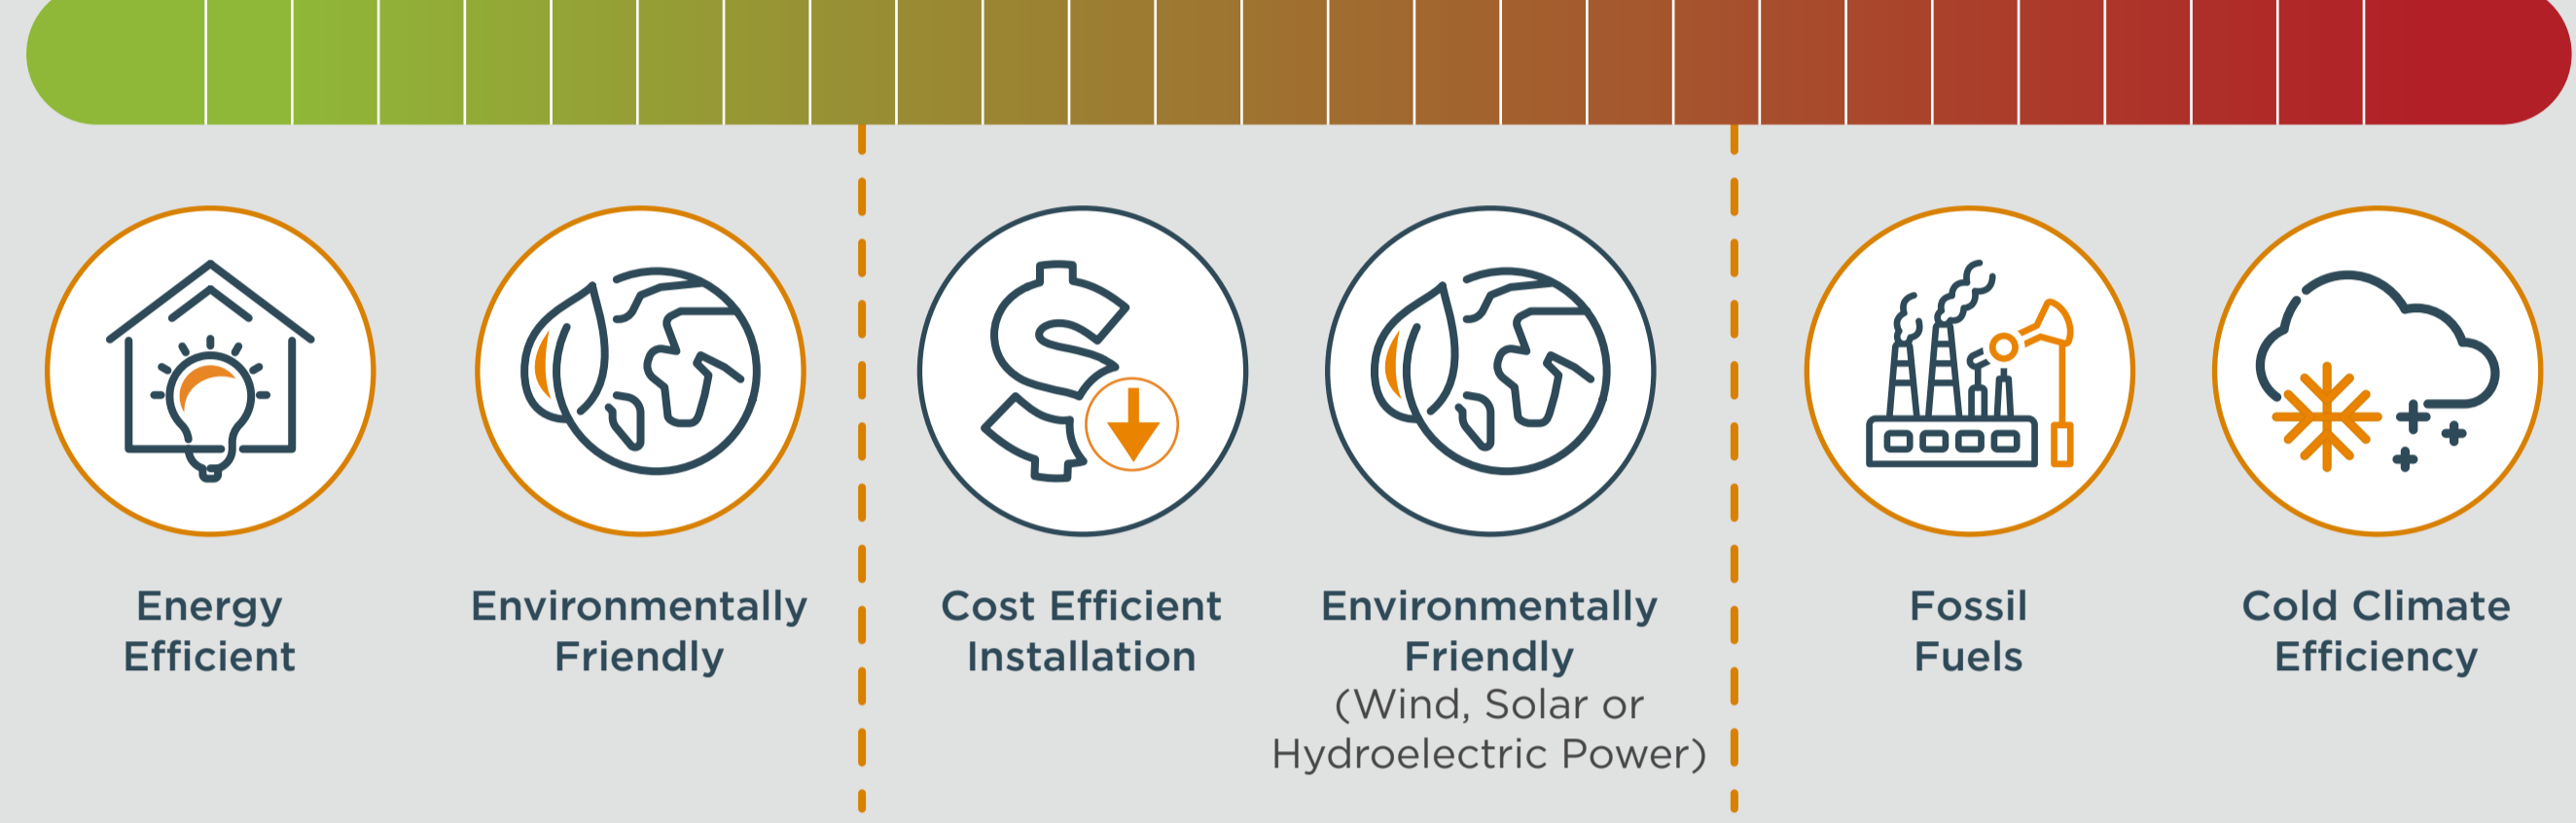 Energy
Efficient
Environmentally
Friendly
Cost Efficient
Installation
Environmentally
Friendly
(Wind, Solar or
Hydroelectric Power)
Fossil
Fuels
Cold Climate
Efficiency